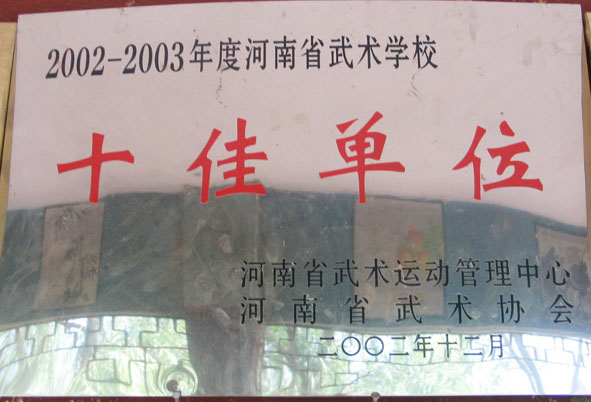 2002-2003年度河南省武术学校
十佳单位
河南省武术运动管理中心
河南省武术协会
二〇〇二年十二月